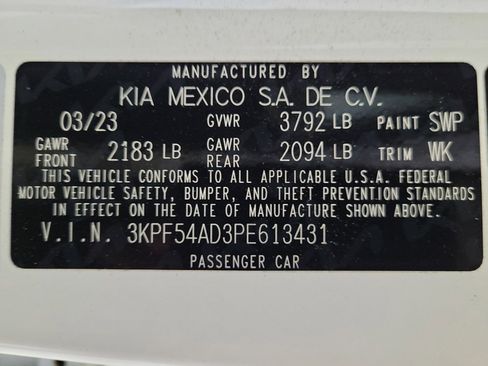 MANUFACTURED BY
KIA MEXICO S.A. DE C.V.
03/23 GVWR 3792 LB PAINT SWP
GAWR FRONT 2183 LB GAWR REAR 2094 LB TRIM WK
THIS VEHICLE CONFORMS TO ALL APPLICABLE U.S.A. FEDERAL
MOTOR VEHICLE SAFETY, BUMPER, AND THEFT PREVENTION STANDARDS
IN EFFECT ON THE DATE OF MANUFACTURE SHOWN ABOVE.
V.I.N. 3KPF54AD3PE613431
PASSENGER CAR